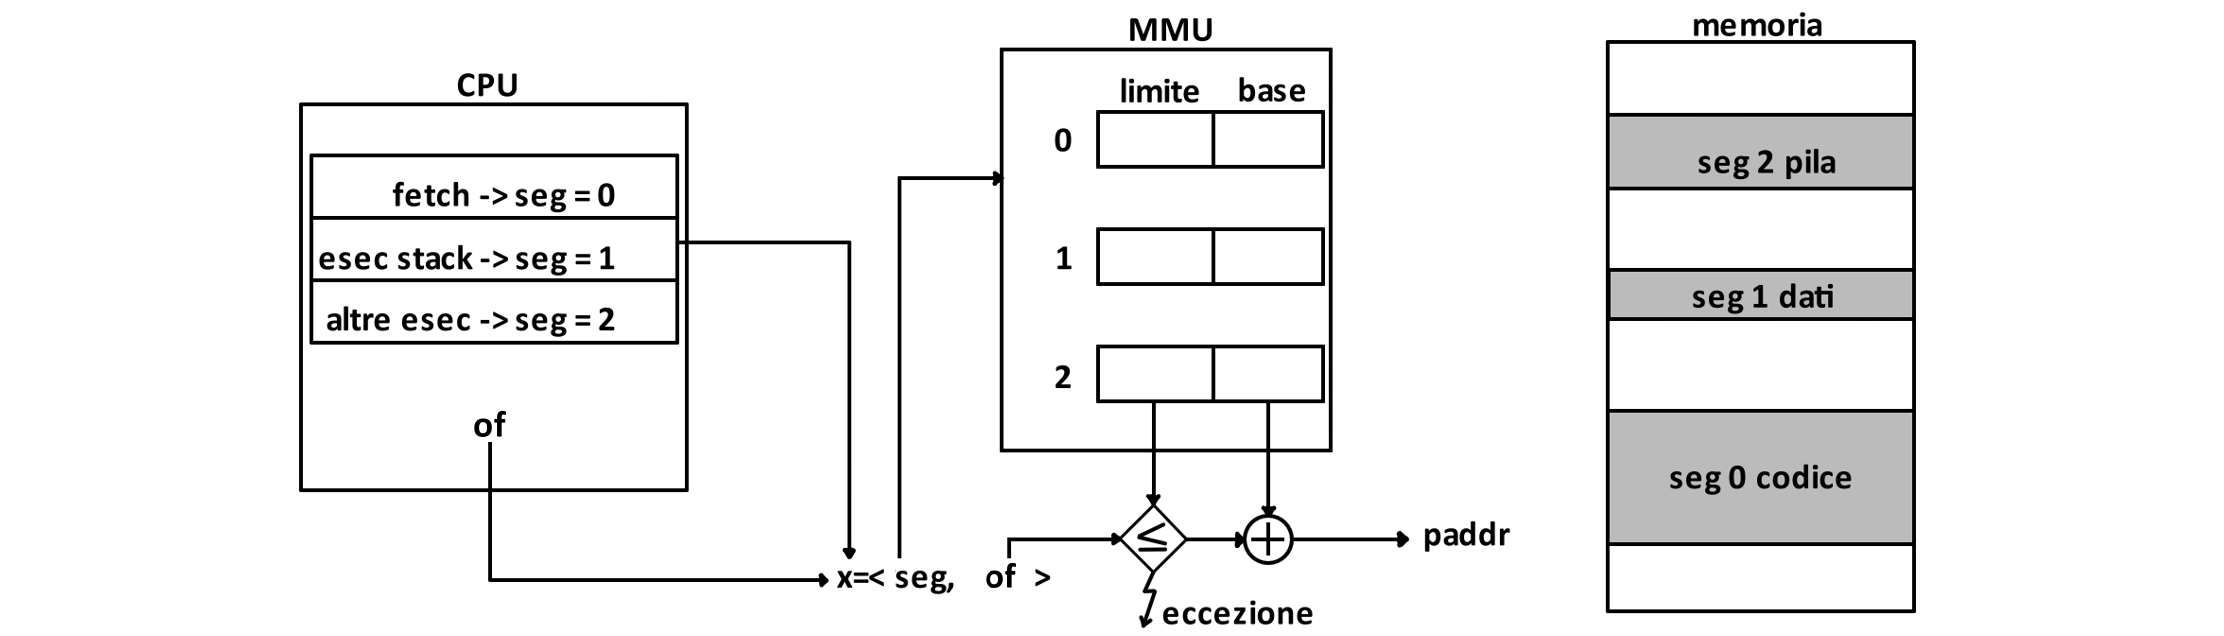 CPU
fetch -> seg = 0
esec stack -> seg = 1
altre esec -> seg = 2
of
x=< seg, of >
MMU
limite base
0
1
2
≤
+
paddr
eccezione
memoria
seg 2 pila
seg 1 dati
seg 0 codice